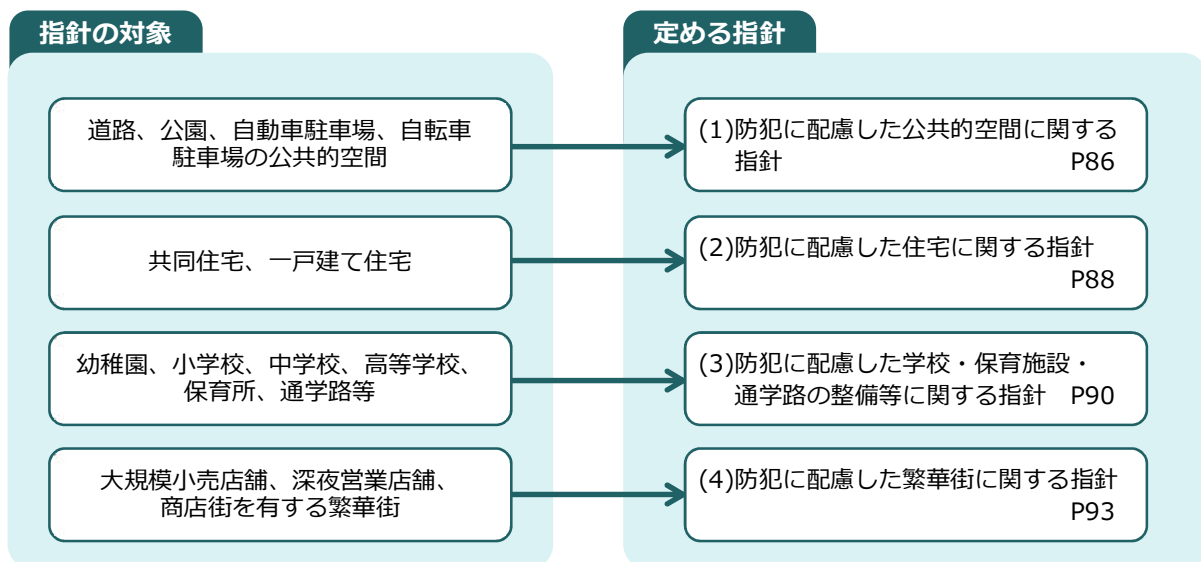 指針の対象
定める指針
道路、公園、自動車駐車場、自転車
駐車場の公共的空間
(1)防犯に配慮した公共的空間に関する
指針 P86
共同住宅、一戸建て住宅
(2)防犯に配慮した住宅に関する指針
P88
幼稚園、小学校、中学校、高等学校、
保育所、通学路等
(3)防犯に配慮した学校・保育施設・
通学路の整備等に関する指針 P90
大規模小売店舗、深夜営業店舗、
商店街を有する繁華街
(4)防犯に配慮した繁華街に関する指針
P93